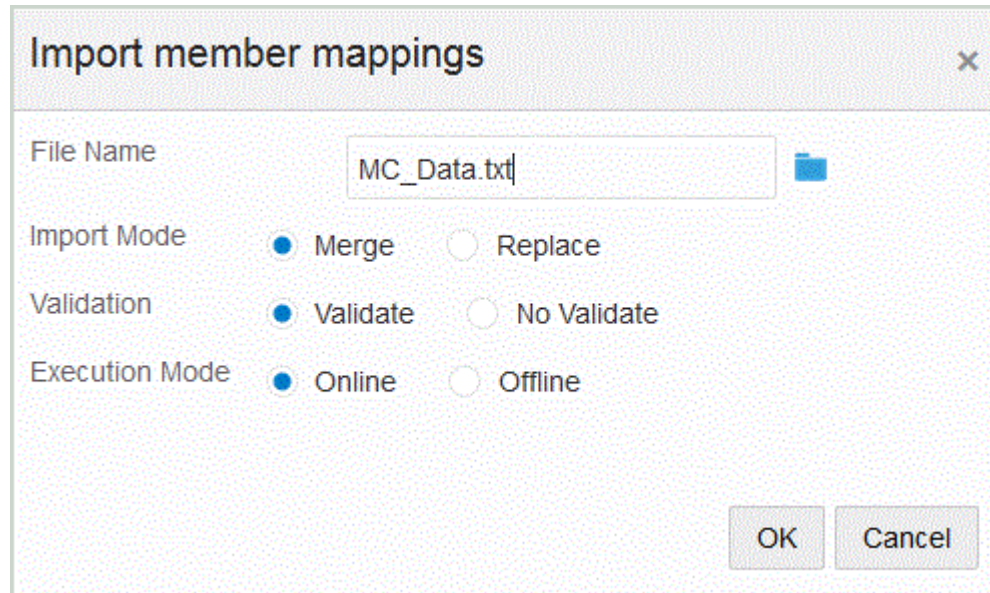 Import member mappings
File Name MC_Data.txt
Import Mode Merge Replace
Validation Validate No Validate
Execution Mode Online Offline
OK Cancel